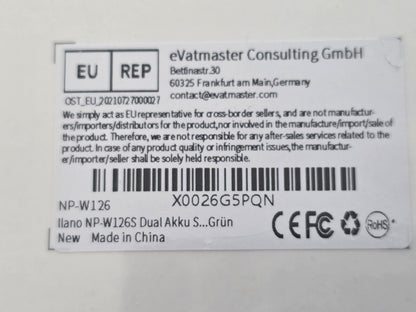 EU REP
eVatmaster Consulting GmbH
Bettinastr.30
60325 Frankfurt am Main,Germany
contact@evatmaster.com
OST_EU_20210727000027
We simply act as EU representative for cross-border sellers, and are not manufactur-
ers/importers/distributors for the product,nor involved in the manufacture/import/sale of
the product. Therefore, we are not responsible for any after-sales services related to the
product. In case of any product quality or infringement issues,the manufactur-
er/importer/seller shall be solely held responsible.
X0026G5PQN
NP-W126
llano NP-W126S Dual Akku S...Grün
New Made in China
CE FC RoHS